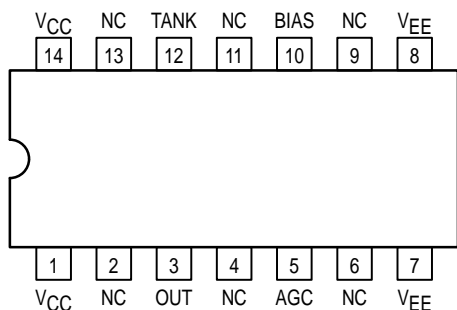 VCC NC TANK NC BIAS NC VEE
14 13 12 11 10 9 8
1 2 3 4 5 6 7
VCC NC OUT NC AGC NC VEE